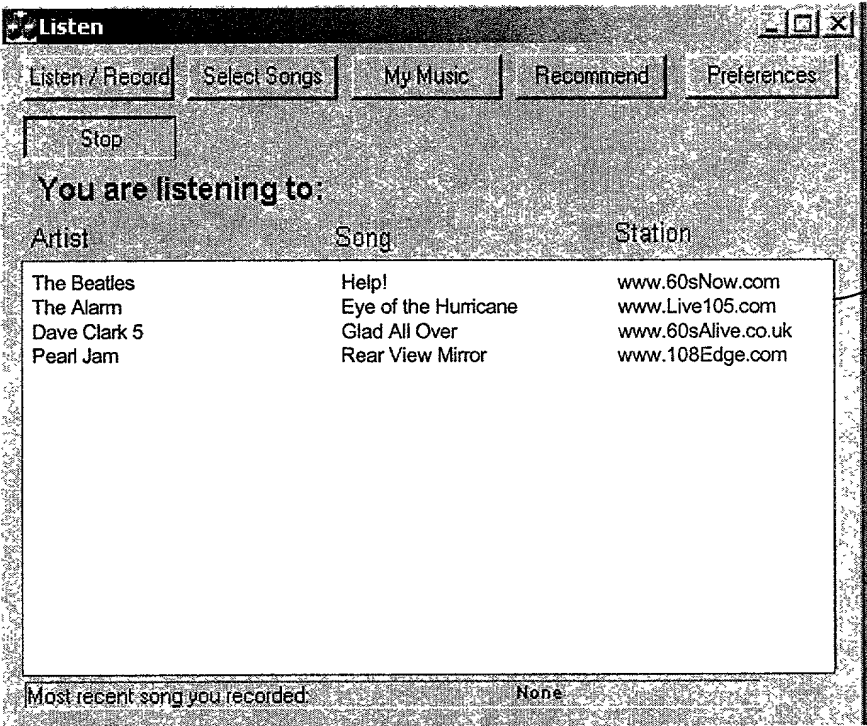 Listen
Listen / Record Select Songs My Music Recommend Preferences
Stop
You are listening to:
Artist Song Station
The Beatles Help! www.60sNow.com
The Alarm Eye of the Hurricane www.Live105.com
Dave Clark 5 Glad All Over www.60sAlive.co.uk
Pearl Jam Rear View Mirror www.108Edge.com
Most recent song you recorded: None